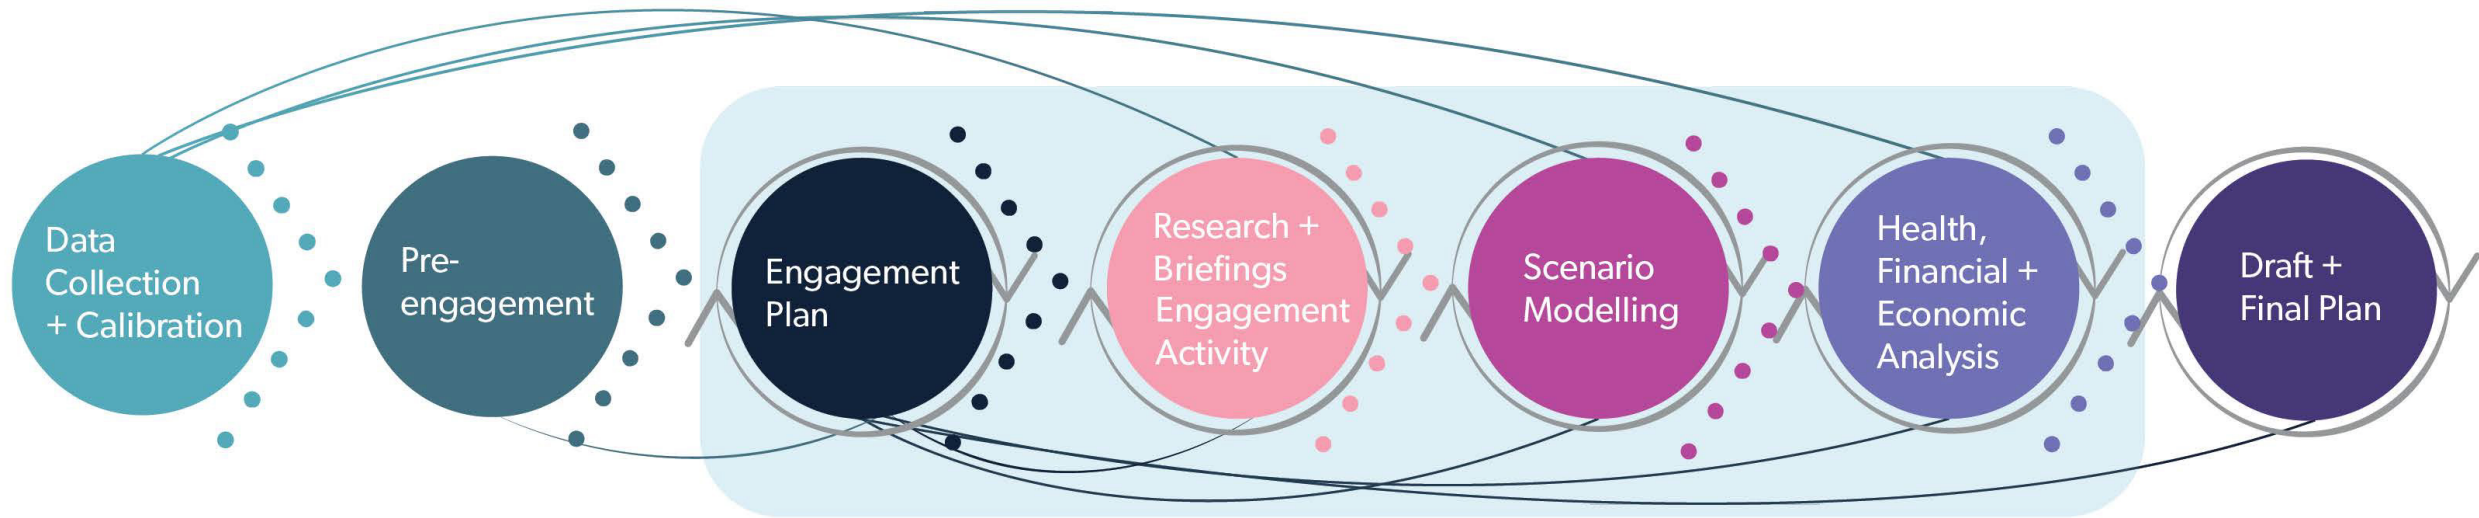 Data
Collection
+ Calibration
Pre-
engagement
Engagement
Plan
Research +
Briefings
Engagement
Activity
Scenario
Modelling
Health,
Financial +
Economic
Analysis
Draft +
Final Plan